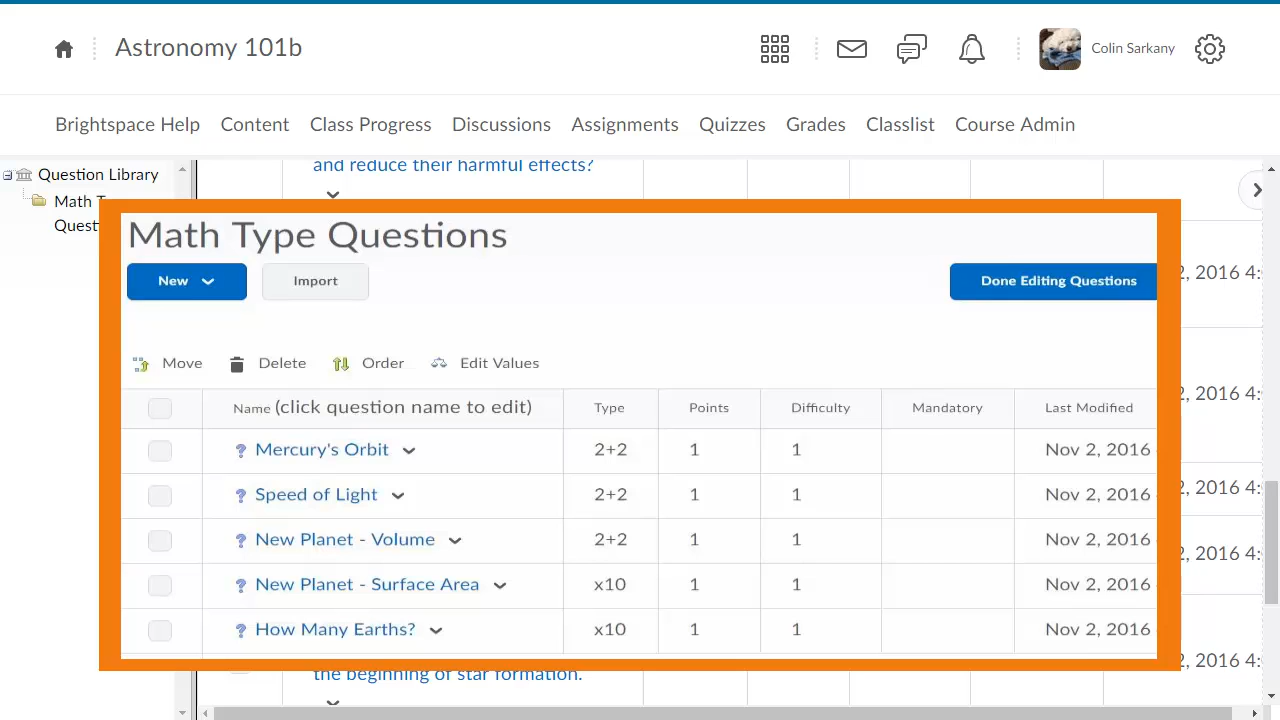 Astronomy 101b
Colin Sarkany
Brightspace Help Content Class Progress Discussions Assignments Quizzes Grades Classlist Course Admin
Question Library
Math T
Quest
and reduce their harmful effects?
Math Type Questions
New Import Done Editing Questions
Move Delete Order Edit Values
Name (click question name to edit) Type Points Difficulty Mandatory Last Modified
Mercury's Orbit 2+2 1 1 Nov 2, 2016
Speed of Light 2+2 1 1 Nov 2, 2016
New Planet - Volume 2+2 1 1 Nov 2, 2016
New Planet - Surface Area x10 1 1 Nov 2, 2016
How Many Earths? x10 1 1 Nov 2, 2016
2, 2016 4:
2, 2016 4:
2, 2016 4:
2, 2016 4:
2, 2016 4:
the beginning of star formation.